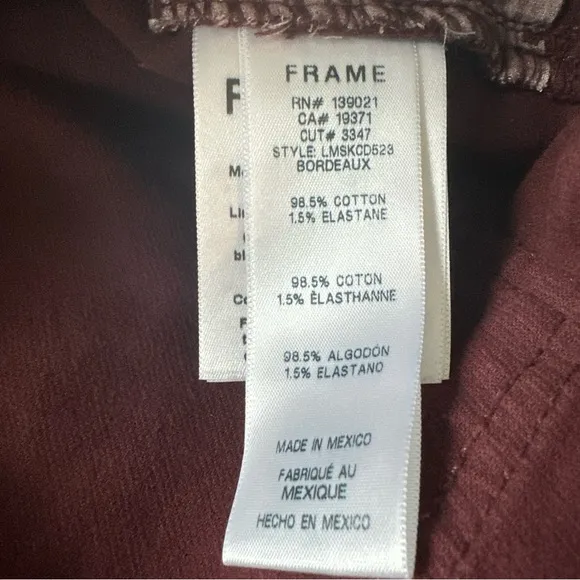 FRAME
RN# 139021
CA# 19371
CUT# 3347
STYLE: LMSKCD523
BORDEAUX
98.5% COTTON
1.5% ELASTANE
98.5% COTON
1.5% ÈLASTHANNE
98.5% ALGODÓN
1.5% ELASTANO
MADE IN MEXICO
FABRIQUÉ AU
MEXIQUE
HECHO EN MEXICO